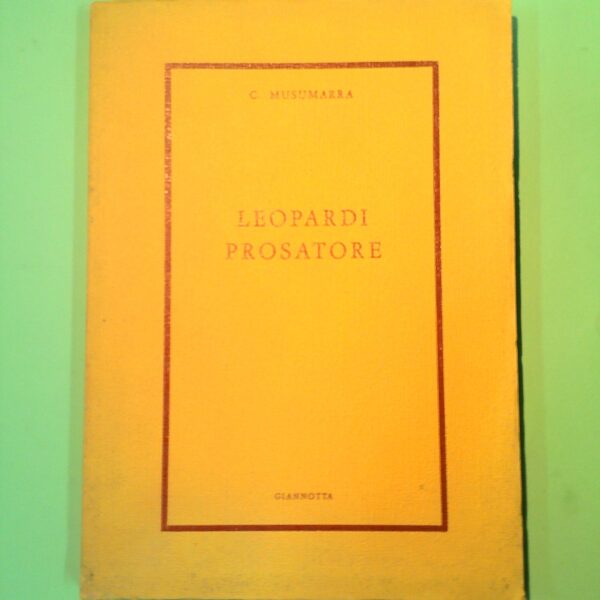 C. MUSUMARRA
LEOPARDI
PROSATORE
GIANNOTTA